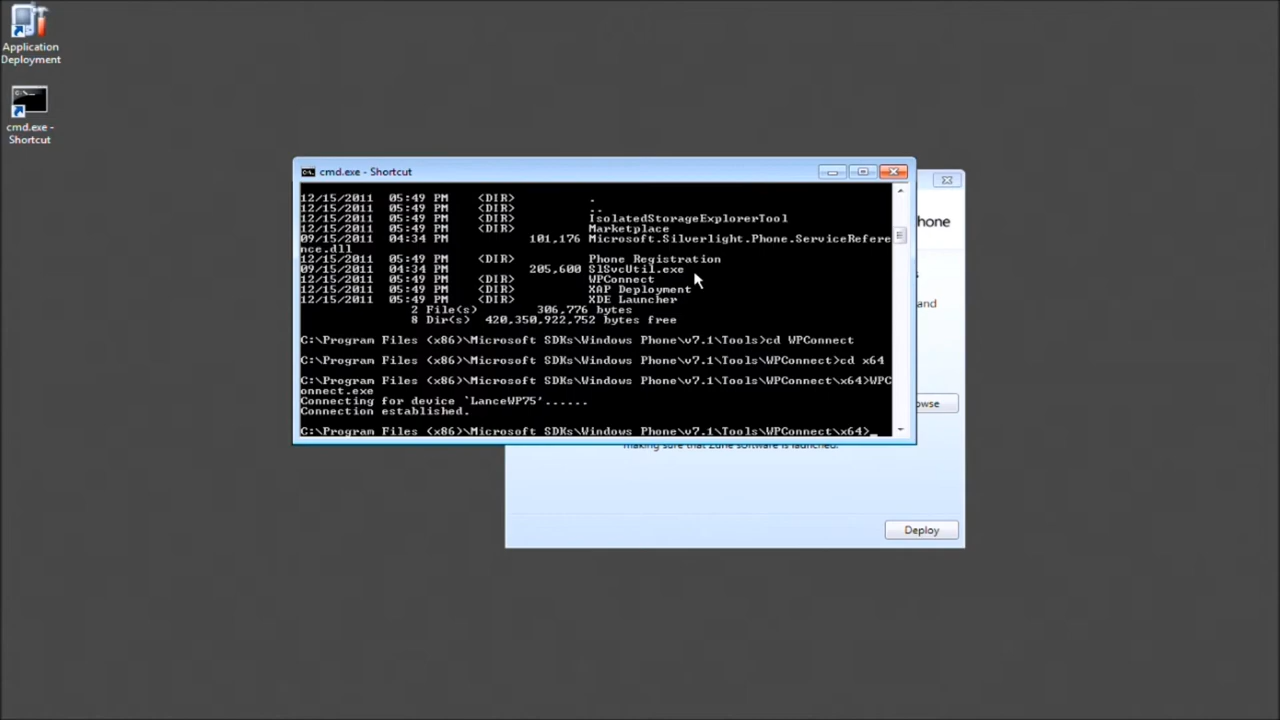 Application
Deployment
cmd.exe -
Shortcut
cmd.exe - Shortcut
12/15/2011 05:49 PM <DIR> .
12/15/2011 05:49 PM <DIR> ..
12/15/2011 05:49 PM <DIR> IsolatedStorageExplorerTool
12/15/2011 05:49 PM <DIR> Marketplace
09/15/2011 04:34 PM 101,176 Microsoft.Silverlight.Phone.ServiceRefere
nce.dll
12/15/2011 05:49 PM <DIR> Phone Registration
09/15/2011 04:34 PM 205,600 SlSvcUtil.exe
12/15/2011 05:49 PM <DIR> WPConnect
12/15/2011 05:49 PM <DIR> XAP Deployment
12/15/2011 05:49 PM <DIR> XDE Launcher
2 File(s) 306,776 bytes
8 Dir(s) 420,350,922,752 bytes free
C:\Program Files (x86)\Microsoft SDKs\Windows Phone\v7.1\Tools>cd WPConnect
C:\Program Files (x86)\Microsoft SDKs\Windows Phone\v7.1\Tools\WPConnect>cd x64
C:\Program Files (x86)\Microsoft SDKs\Windows Phone\v7.1\Tools\WPConnect\x64>WPC
onnect.exe
Connecting for device `LanceWP75'......
Connection established.
C:\Program Files (x86)\Microsoft SDKs\Windows Phone\v7.1\Tools\WPConnect\x64>_
hone
s
and
owse
making sure that Zune software is launched.
Deploy